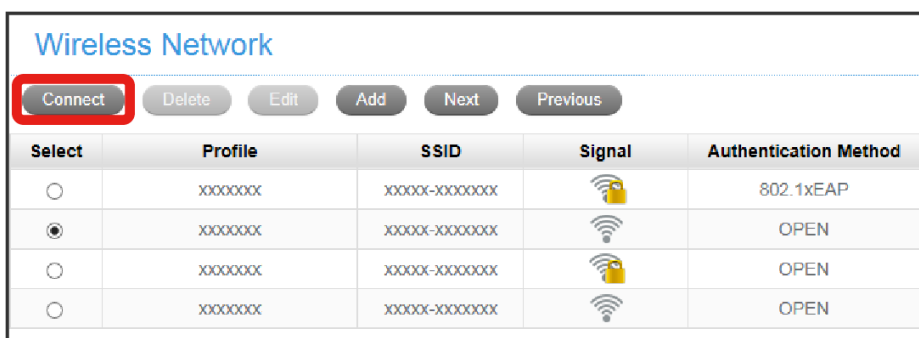 Wireless Network
Connect Delete Edit Add Next Previous
Select Profile SSID Signal Authentication Method
xxxxxxx xxxxx-xxxxxxx 802.1xEAP
xxxxxxx xxxxx-xxxxxxx OPEN
xxxxxxx xxxxx-xxxxxxx OPEN
xxxxxxx xxxxx-xxxxxxx OPEN